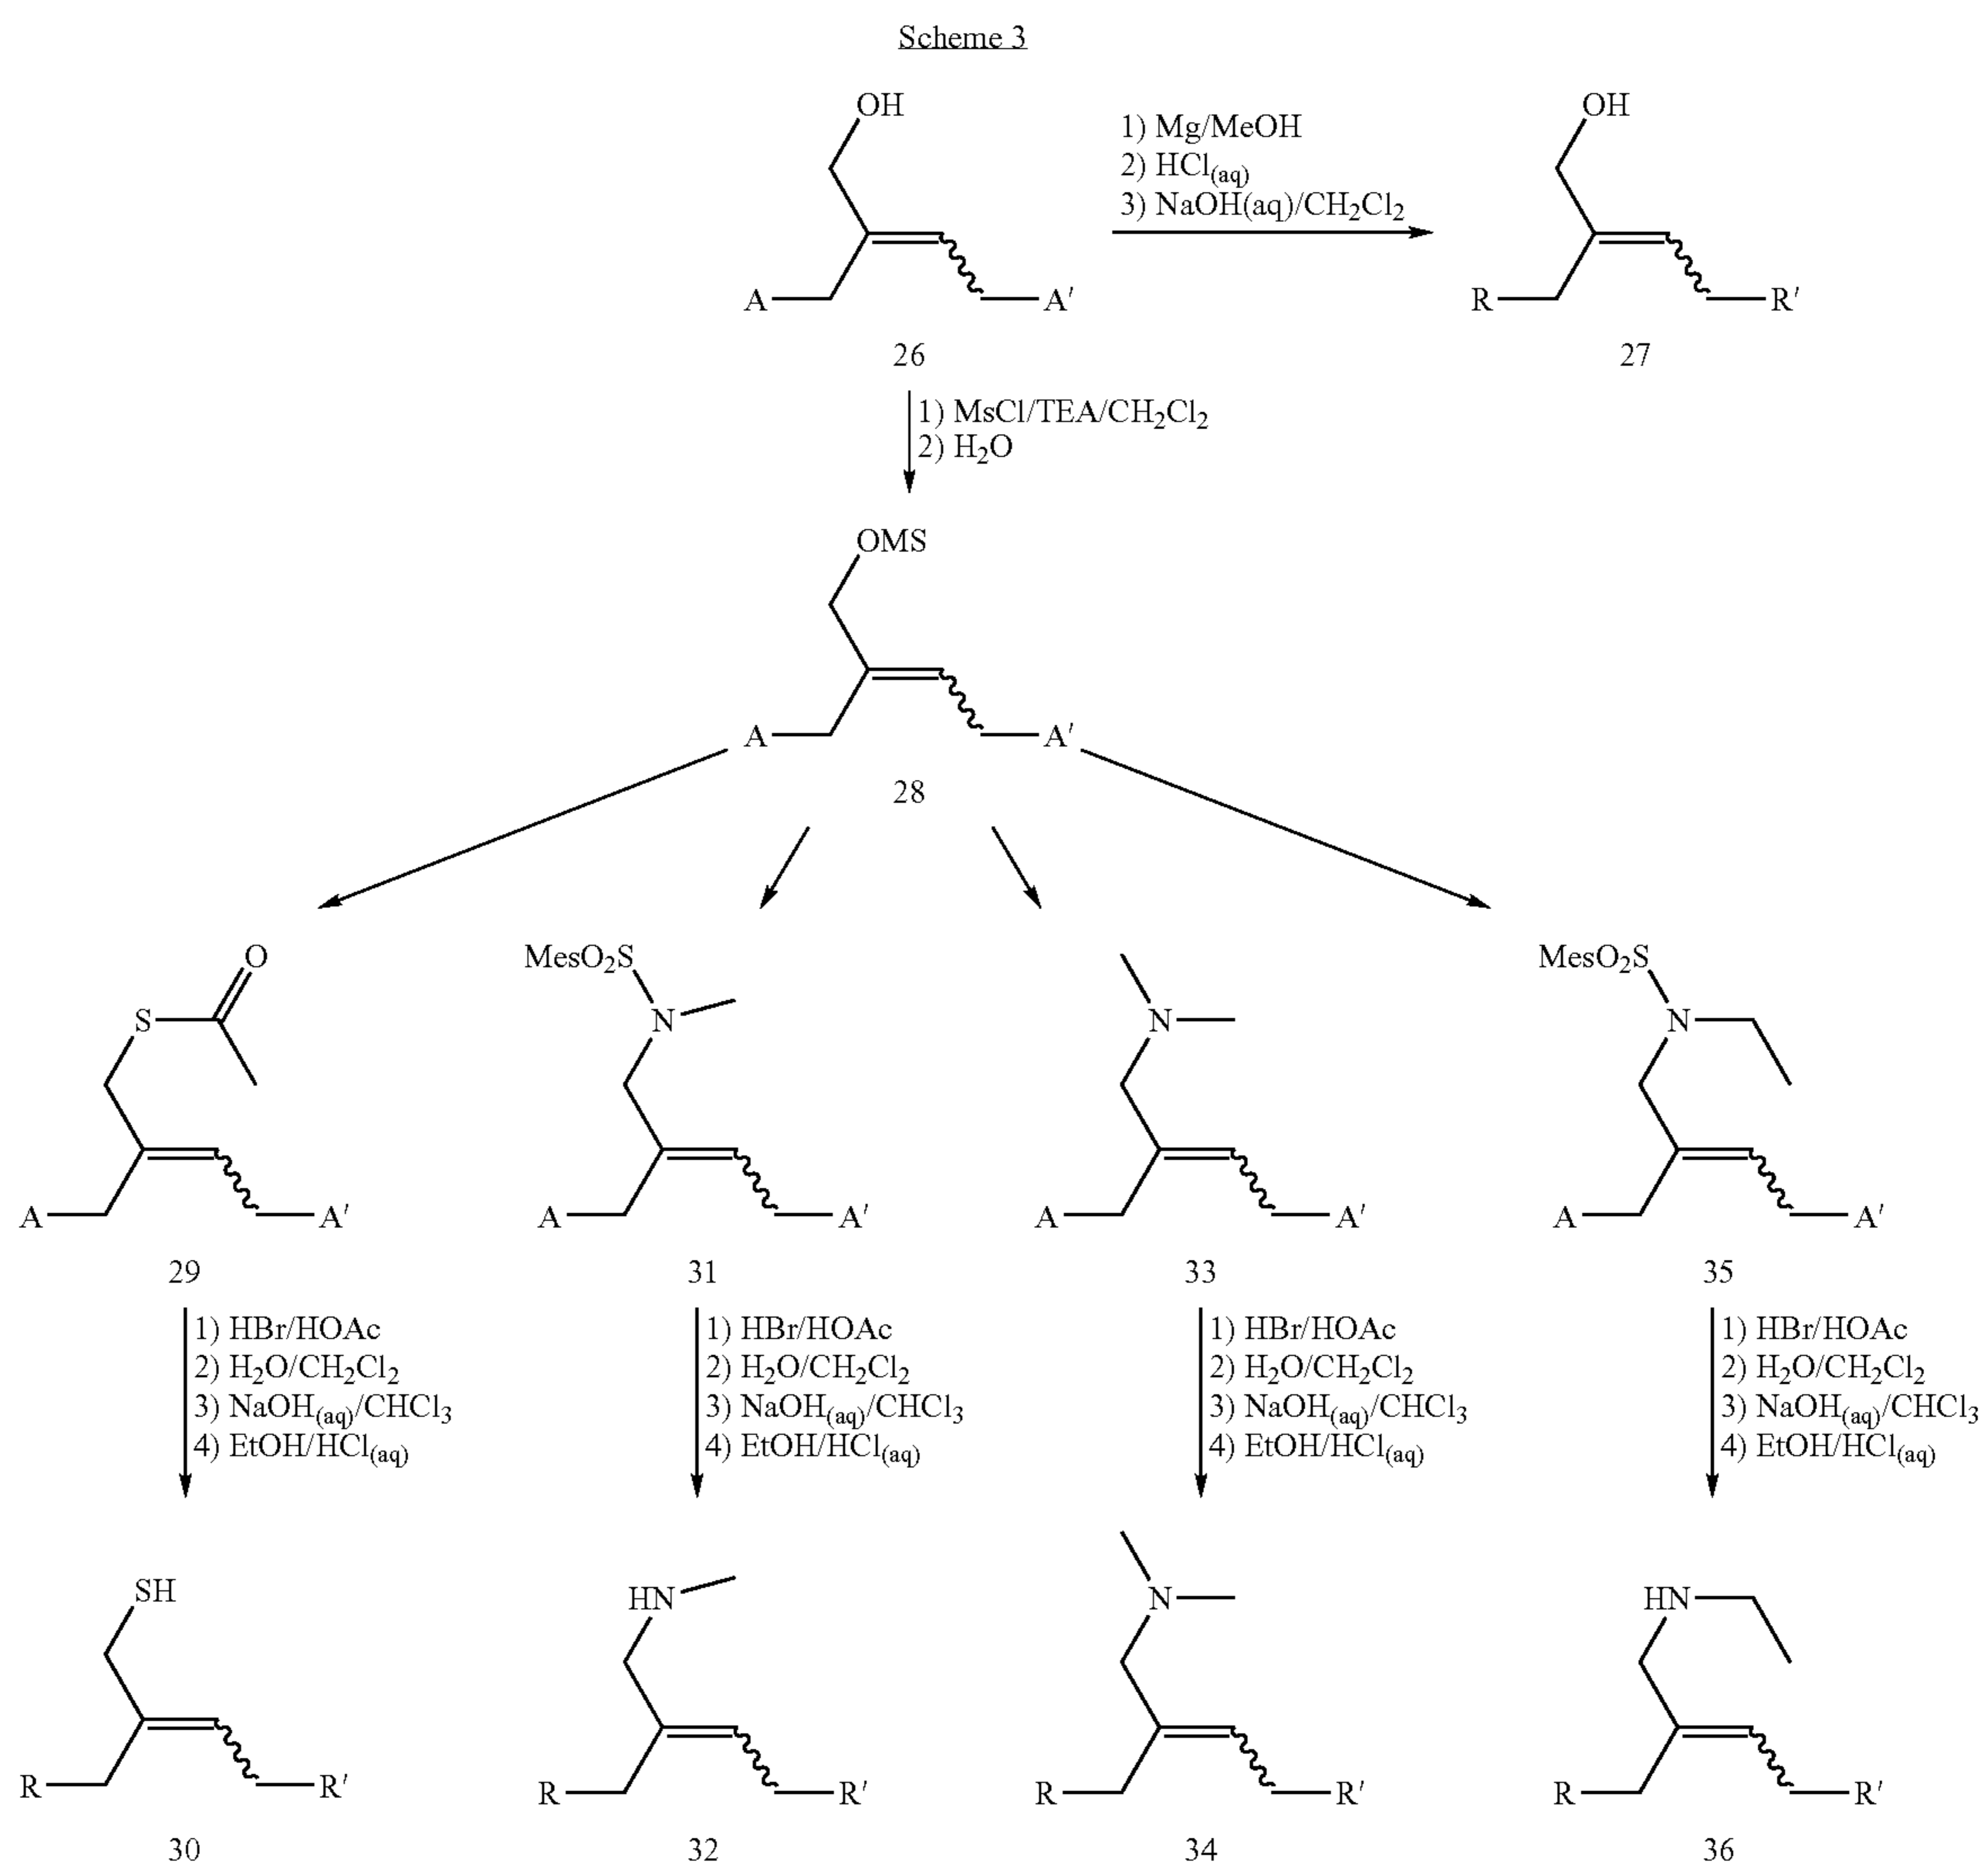 Scheme 3
OH
A
A'
26
1) Mg/MeOH
2) HCl(aq)
3) NaOH(aq)/CH2Cl2
OH
R
R'
27
1) MsCl/TEA/CH2Cl2
2) H2O
OMS
A
A'
28
O
S
A
A'
29
MesO2S
N
A
A'
31
N
A
A'
33
MesO2S
N
A
A'
35
1) HBr/HOAc
2) H2O/CH2Cl2
3) NaOH(aq)/CHCl3
4) EtOH/HCl(aq)
1) HBr/HOAc
2) H2O/CH2Cl2
3) NaOH(aq)/CHCl3
4) EtOH/HCl(aq)
1) HBr/HOAc
2) H2O/CH2Cl2
3) NaOH(aq)/CHCl3
4) EtOH/HCl(aq)
1) HBr/HOAc
2) H2O/CH2Cl2
3) NaOH(aq)/CHCl3
4) EtOH/HCl(aq)
SH
R
R'
30
HN
R
R'
32
N
R
R'
34
HN
R
R'
36